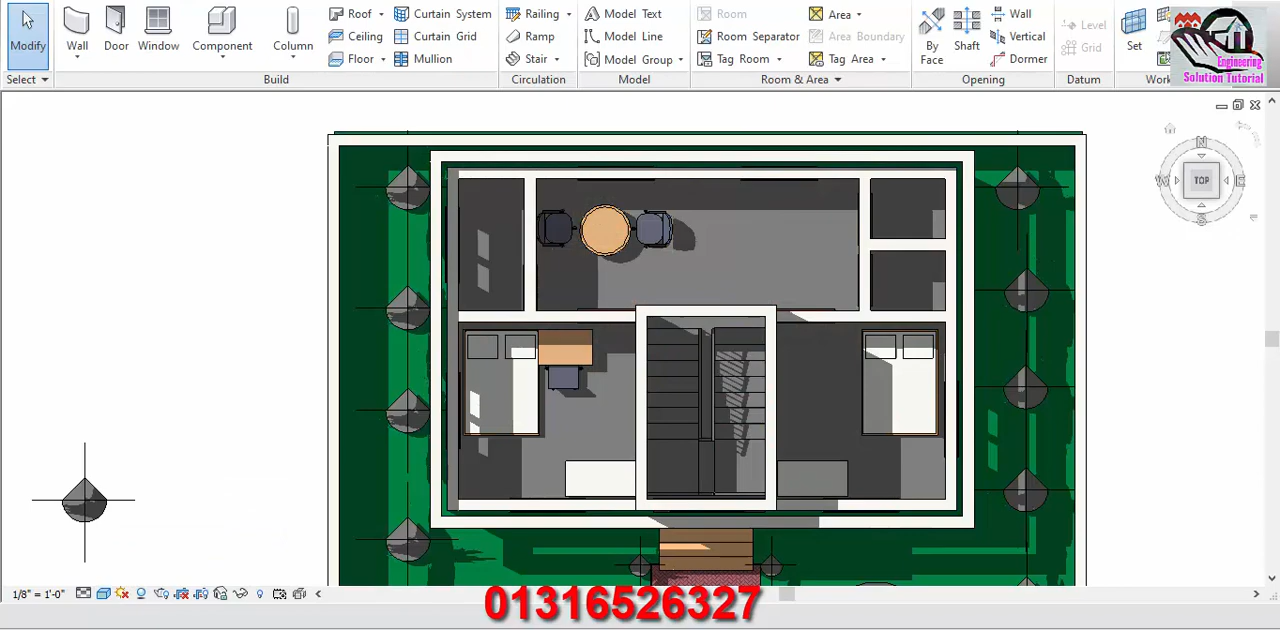 Modify
Select
Wall
Door
Window
Component
Column
Roof
Ceiling
Floor
Curtain System
Curtain Grid
Mullion
Build
Railing
Ramp
Stair
Circulation
Model Text
Model Line
Model Group
Model
Room
Room Separator
Tag Room
Area
Area Boundary
Tag Area
Room & Area
By
Face
Shaft
Wall
Vertical
Dormer
Opening
Level
Grid
Datum
Set
Work
Engineering
Solution Tutorial
N
W
TOP
E
S
1/8" = 1'-0"
01316526327